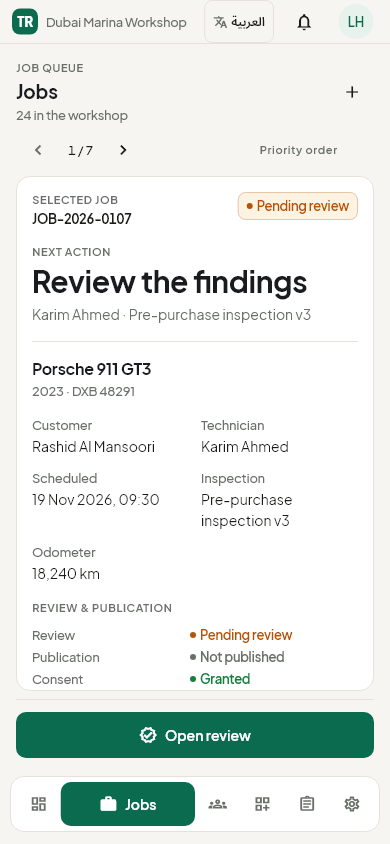 TR Dubai Marina Workshop العربية LH
JOB QUEUE
Jobs
24 in the workshop
1 / 7 Priority order
SELECTED JOB
JOB-2026-0107 Pending review
NEXT ACTION
Review the findings
Karim Ahmed · Pre-purchase inspection v3
Porsche 911 GT3
2023 · DXB 48291
Customer Technician
Rashid Al Mansoori Karim Ahmed
Scheduled Inspection
19 Nov 2026, 09:30 Pre-purchase
inspection v3
Odometer
18,240 km
REVIEW & PUBLICATION
Review Pending review
Publication Not published
Consent Granted
Open review
Jobs